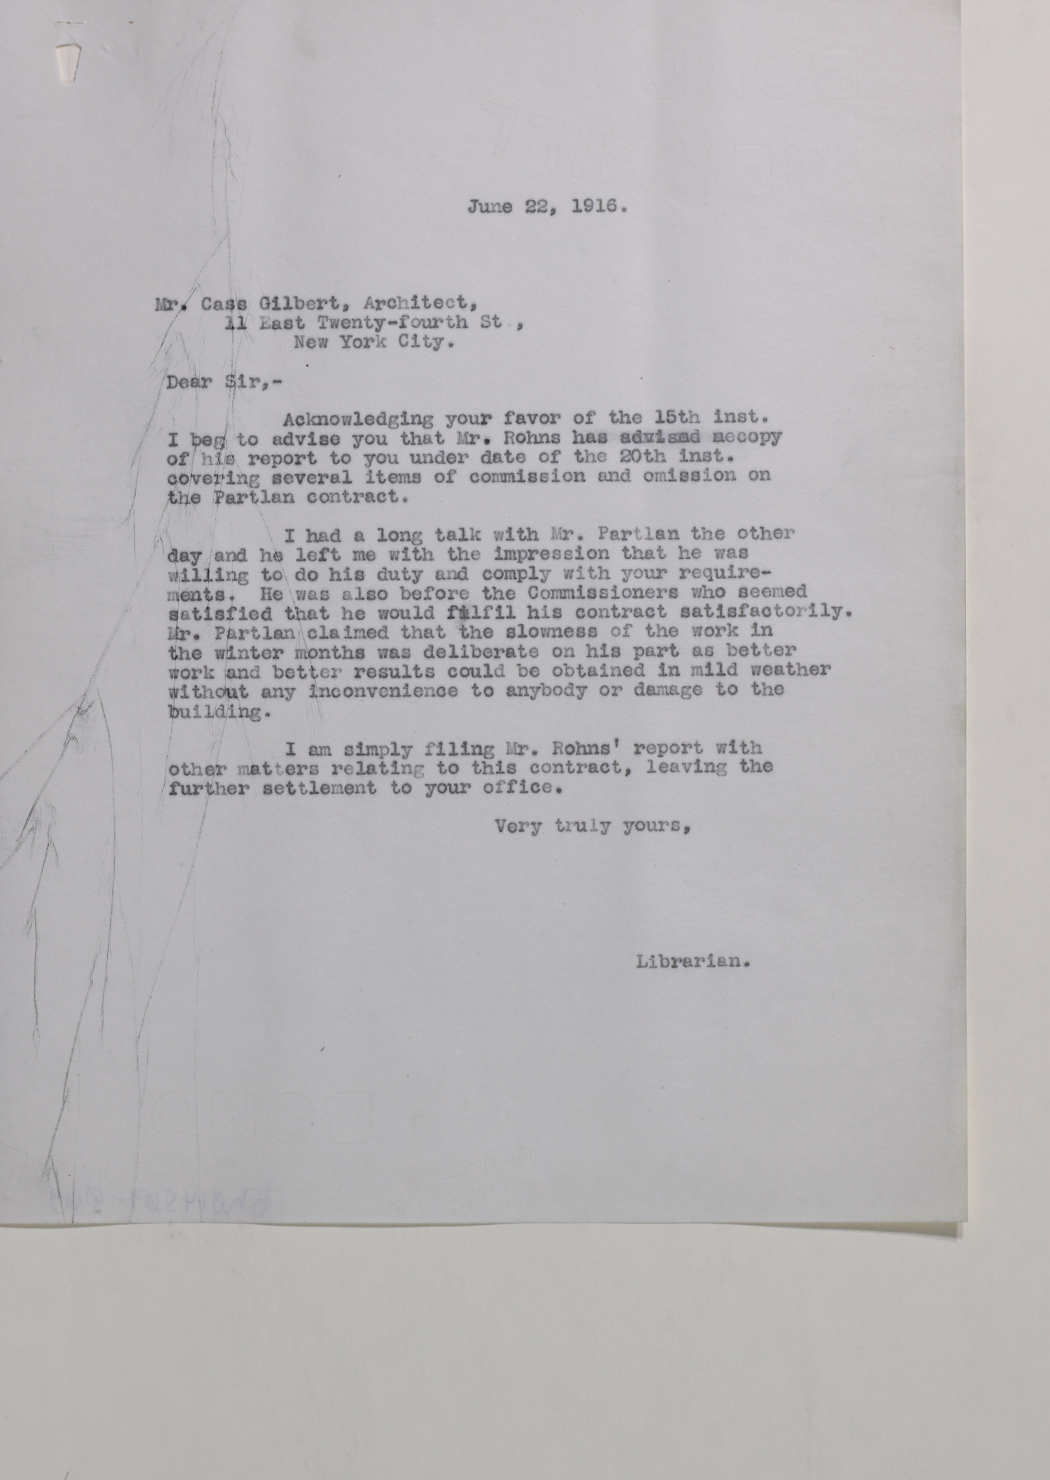 June 22, 1916.
Mr. Cass Gilbert, Architect,
11 East Twenty-fourth St.,
New York City.
Dear Sir,-
Acknowledging your favor of the 15th inst.
I beg to advise you that Mr. Rohns has a copy
of his report to you under date of the 20th inst.
covering several items of commission and omission on
the Partlan contract.
I had a long talk with Mr. Partlan the other
day and he left me with the impression that he was
willing to do his duty and comply with your require-
ments. He was also before the Commissioners who seemed
satisfied that he would fulfil his contract satisfactorily.
Mr. Partlan claimed that the slowness of the work in
the winter months was deliberate on his part as better
work and better results could be obtained in mild weather
without any inconvenience to anybody or damage to the
building.
I am simply filing Mr. Rohns' report with
other matters relating to this contract, leaving the
further settlement to your office.
Very truly yours,
Librarian.
BOND